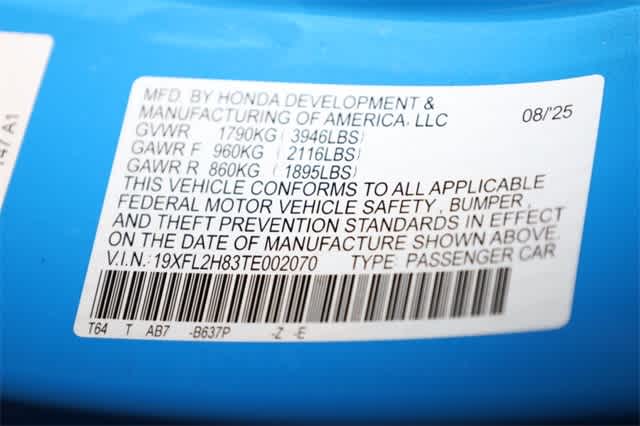 MFD. BY HONDA DEVELOPMENT &
MANUFACTURING OF AMERICA, LLC 08/'25
GVWR 1790KG (3946LBS)
GAWR F 960KG (2116LBS)
GAWR R 860KG (1895LBS)
THIS VEHICLE CONFORMS TO ALL APPLICABLE
FEDERAL MOTOR VEHICLE SAFETY, BUMPER,
AND THEFT PREVENTION STANDARDS IN EFFECT
ON THE DATE OF MANUFACTURE SHOWN ABOVE.
V.I.N.: 19XFL2H83TE002070 TYPE: PASSENGER CAR
T64 T AB7 -B637P -Z -E